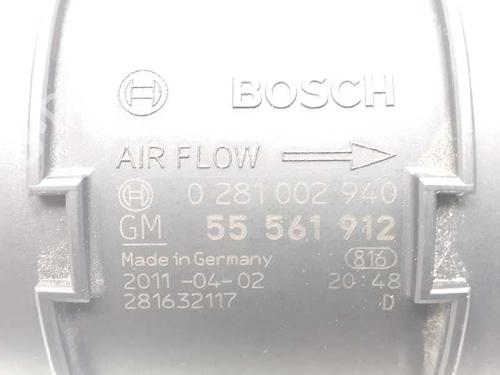 BOSCH
AIR FLOW
0 281 002 940
GM 55 561 912
Made in Germany 816
2011 -04-02 20:48
281632117 D